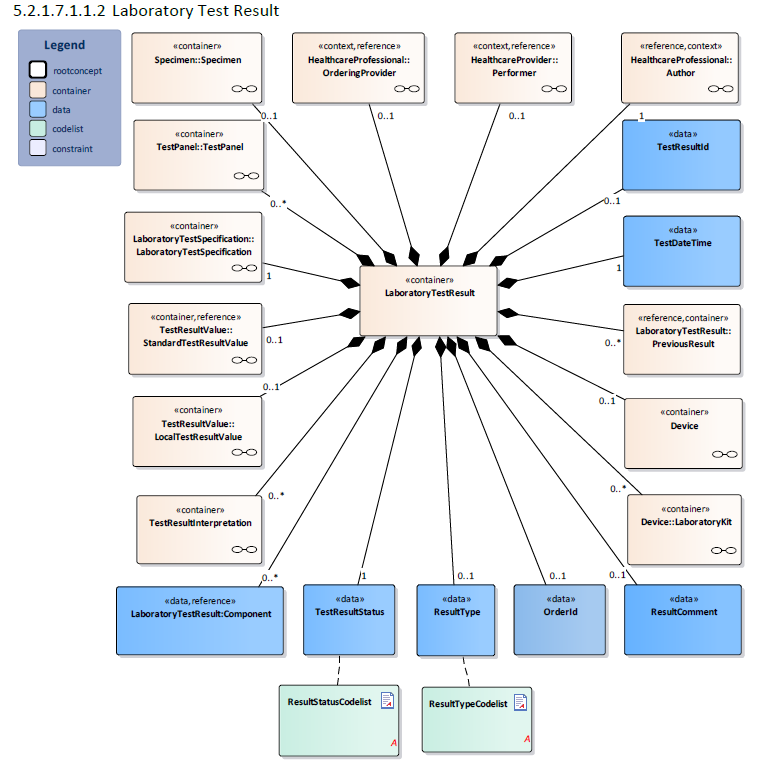 5.2.1.7.1.1.2 Laboratory Test Result
Legend
rootconcept
container
data
codelist
constraint
«container»
Specimen::Specimen
0..1
«context,reference»
HealthcareProfessional::
OrderingProvider
0..1
«context,reference»
HealthcareProvider::
Performer
0..1
«reference,context»
HealthcareProfessional::
Author
1
«container»
TestPanel::TestPanel
0..*
«data»
TestResultId
0..1
«container»
LaboratoryTestSpecification::
LaboratoryTestSpecification
1
«data»
TestDateTime
1
«container»
LaboratoryTestResult
«container,reference»
TestResultValue::
StandardTestResultValue
0..1
«reference,container»
LaboratoryTestResult::
PreviousResult
0..*
«container»
TestResultValue::
LocalTestResultValue
0..1
«container»
Device
0..1
«container»
TestResultInterpretation
0..*
«container»
Device::LaboratoryKit
0..*
«data,reference»
LaboratoryTestResult:Component
0..*
«data»
TestResultStatus
1
«data»
ResultType
0..1
«data»
OrderId
0..1
«data»
ResultComment
0..1
ResultStatusCodelist
A
A
ResultTypeCodelist
A
A